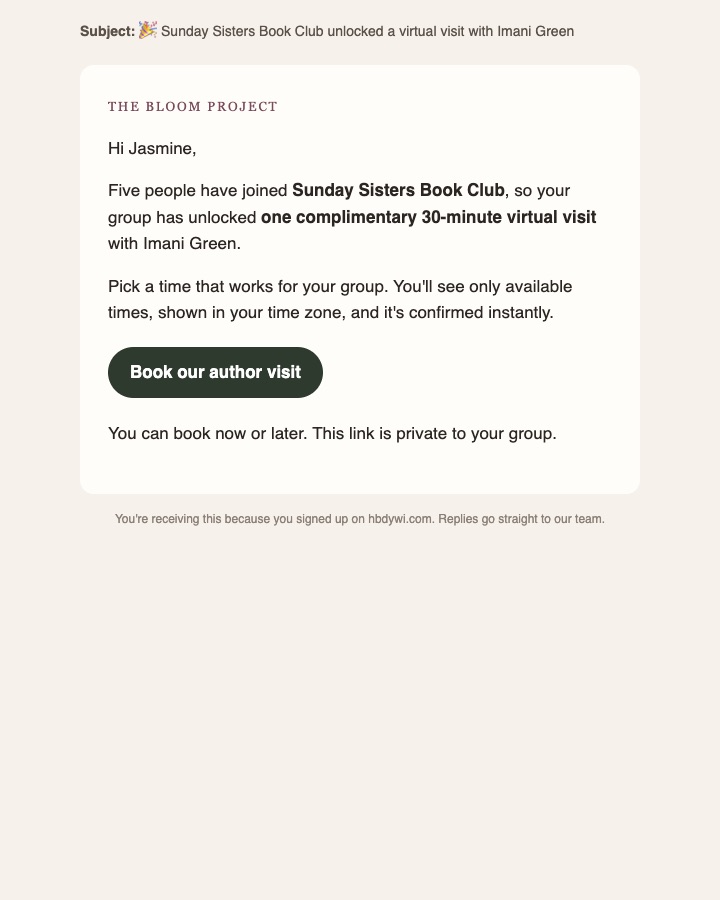 Subject: 🎉 Sunday Sisters Book Club unlocked a virtual visit with Imani Green
THE BLOOM PROJECT
Hi Jasmine,
Five people have joined Sunday Sisters Book Club, so your
group has unlocked one complimentary 30-minute virtual visit
with Imani Green.
Pick a time that works for your group. You'll see only available
times, shown in your time zone, and it's confirmed instantly.
Book our author visit
You can book now or later. This link is private to your group.
You're receiving this because you signed up on hbdywi.com. Replies go straight to our team.